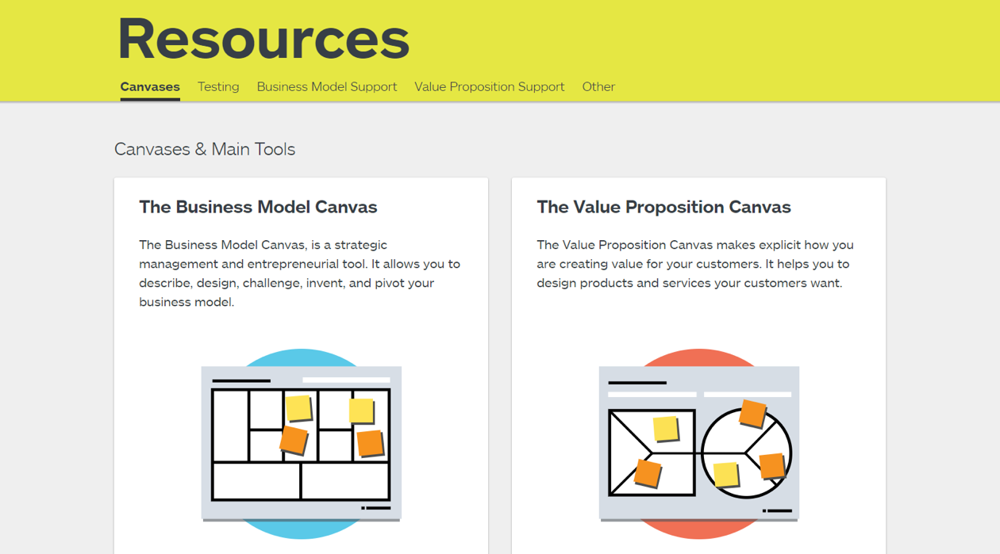 Resources
Canvases Testing Business Model Support Value Proposition Support Other
Canvases & Main Tools
The Business Model Canvas
The Business Model Canvas, is a strategic
management and entrepreneurial tool. It allows you to
describe, design, challenge, invent, and pivot your
business model.
The Value Proposition Canvas
The Value Proposition Canvas makes explicit how you
are creating value for your customers. It helps you to
design products and services your customers want.